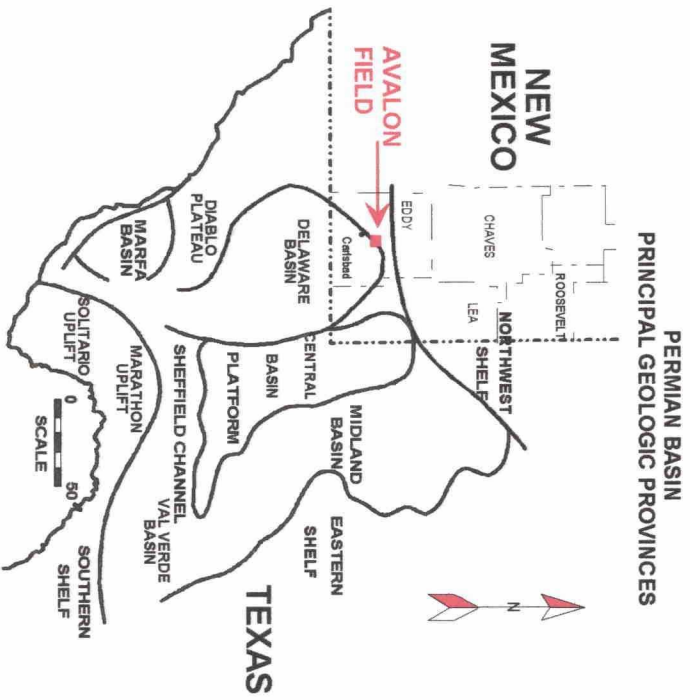 PERMIAN BASIN
PRINCIPAL GEOLOGIC PROVINCES
NEW
MEXICO
ROOSEVELT
CHAVES
LEA
NORTHWEST
SHELF
EDDY
AVALON
FIELD
Carlsbad
N
DELAWARE
BASIN
CENTRAL
BASIN
PLATFORM
MIDLAND
BASIN
EASTERN
SHELF
DIABLO
PLATEAU
MARFA
BASIN
SHEFFIELD CHANNEL
VAL VERDE
BASIN
TEXAS
MARATHON
UPLIFT
SOLITARIO
UPLIFT
SOUTHERN
SHELF
0 50
SCALE